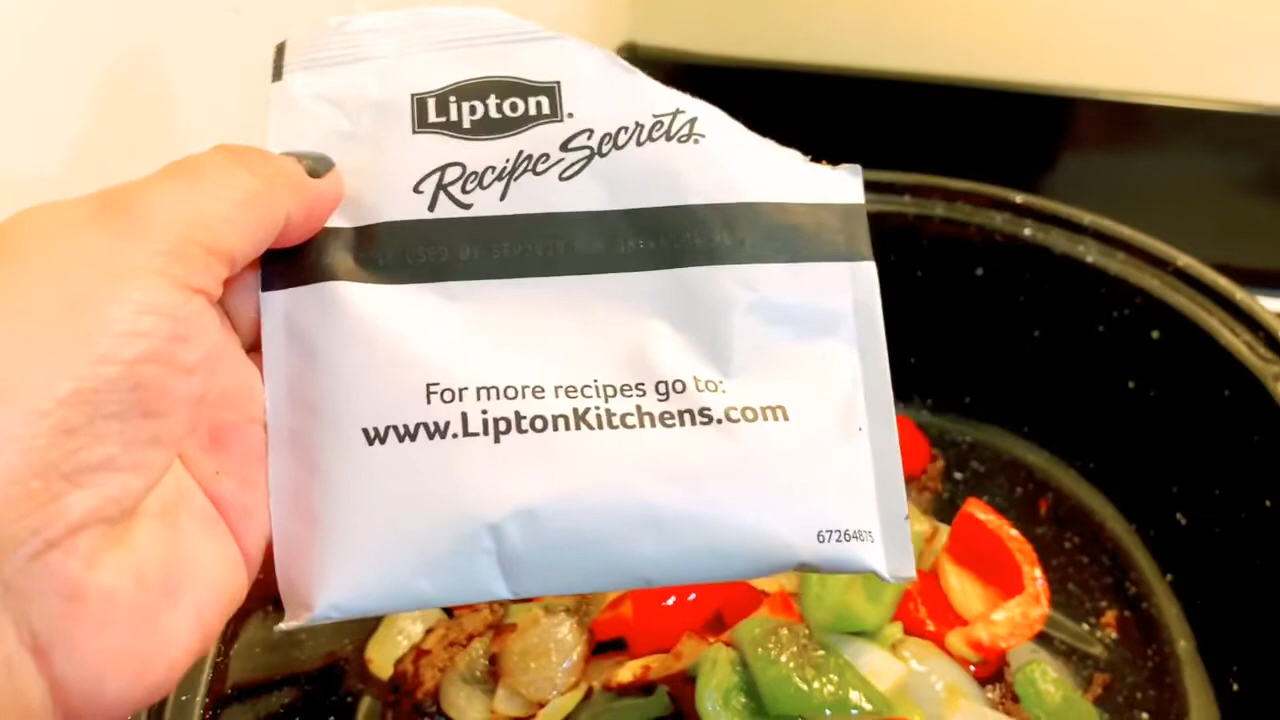 Lipton
Recipe Secrets
For more recipes go to:
www.LiptonKitchens.com
67264875